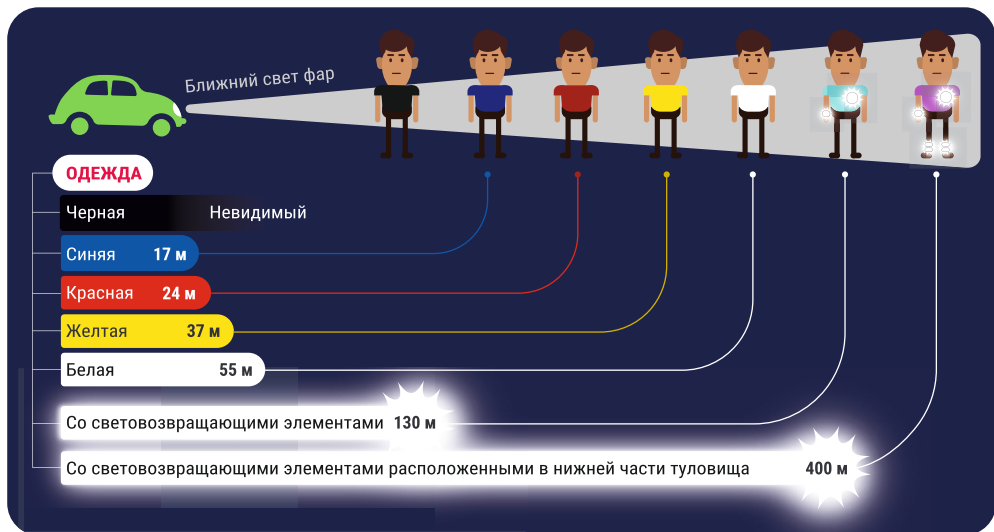 Ближний свет фар
ОДЕЖДА
Черная Невидимый
Синяя 17 м
Красная 24 м
Желтая 37 м
Белая 55 м
Со световозвращающими элементами 130 м
Со световозвращающими элементами расположенными в нижней части туловища 400 м